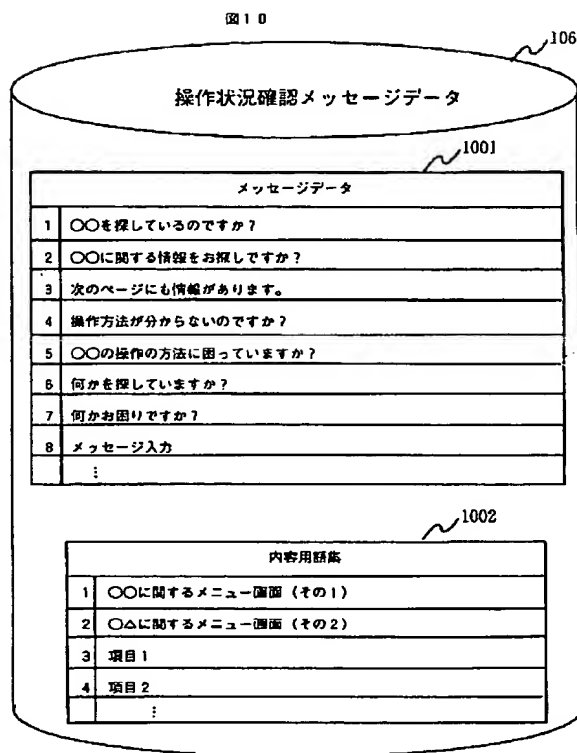 図10
106
操作状況確認メッセージデータ
1001
メッセージデータ
1 〇〇を探しているのですか?
2 〇〇に関する情報をお探しですか?
3 次のページにも情報があります。
4 操作方法が分からないのですか?
5 〇〇の操作の方法に困っていますか?
6 何かを探していますか?
7 何かお困りですか?
8 メッセージ入力
⋮
1002
内容用語集
1 〇〇に関するメニュー画面(その1)
2 〇△に関するメニュー画面(その2)
3 項目1
4 項目2
⋮